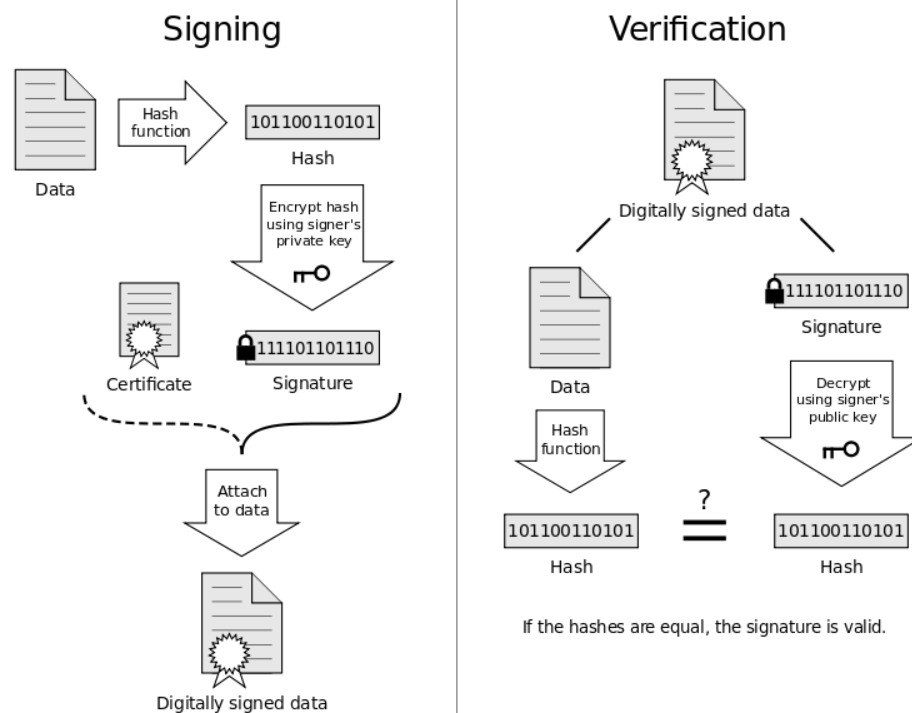 Signing
Hash
function
101100110101
Hash
Data
Encrypt hash
using signer's
private key
111101101110
Certificate
Signature
Attach
to data
Digitally signed data
Verification
Digitally signed data
111101101110
Signature
Data
Decrypt
using signer's
public key
Hash
function
?
101100110101
=
101100110101
Hash
Hash
If the hashes are equal, the signature is valid.